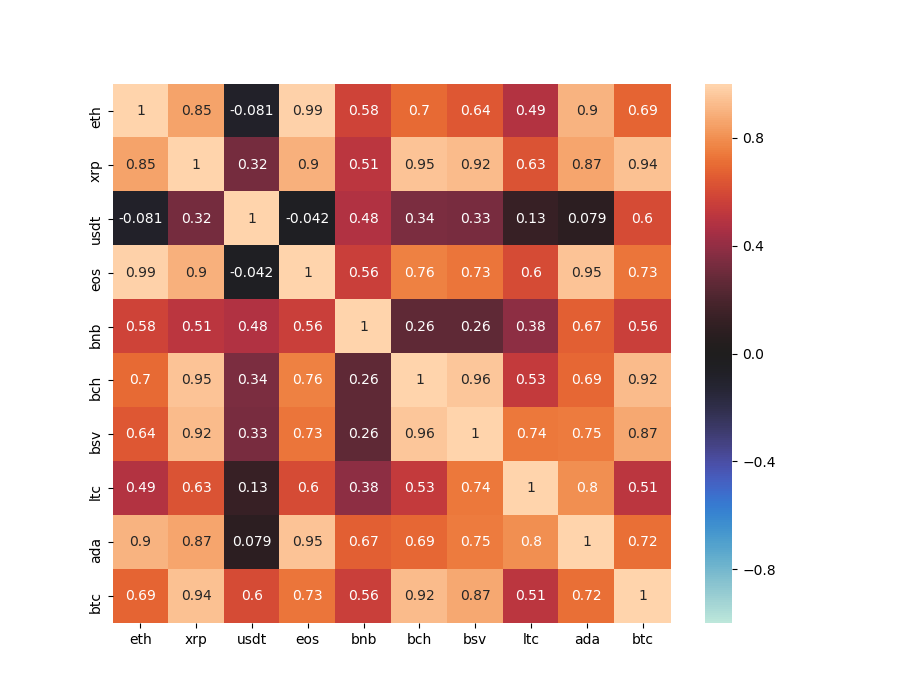 eth 1 0.85 -0.081 0.99 0.58 0.7 0.64 0.49 0.9 0.69
xrp 0.85 1 0.32 0.9 0.51 0.95 0.92 0.63 0.87 0.94
usdt -0.081 0.32 1 -0.042 0.48 0.34 0.33 0.13 0.079 0.6
eos 0.99 0.9 -0.042 1 0.56 0.76 0.73 0.6 0.95 0.73
bnb 0.58 0.51 0.48 0.56 1 0.26 0.26 0.38 0.67 0.56
bch 0.7 0.95 0.34 0.76 0.26 1 0.96 0.53 0.69 0.92
bsv 0.64 0.92 0.33 0.73 0.26 0.96 1 0.74 0.75 0.87
ltc 0.49 0.63 0.13 0.6 0.38 0.53 0.74 1 0.8 0.51
ada 0.9 0.87 0.079 0.95 0.67 0.69 0.75 0.8 1 0.72
btc 0.69 0.94 0.6 0.73 0.56 0.92 0.87 0.51 0.72 1
eth xrp usdt eos bnb bch bsv ltc ada btc
0.8
0.4
0.0
−0.4
−0.8